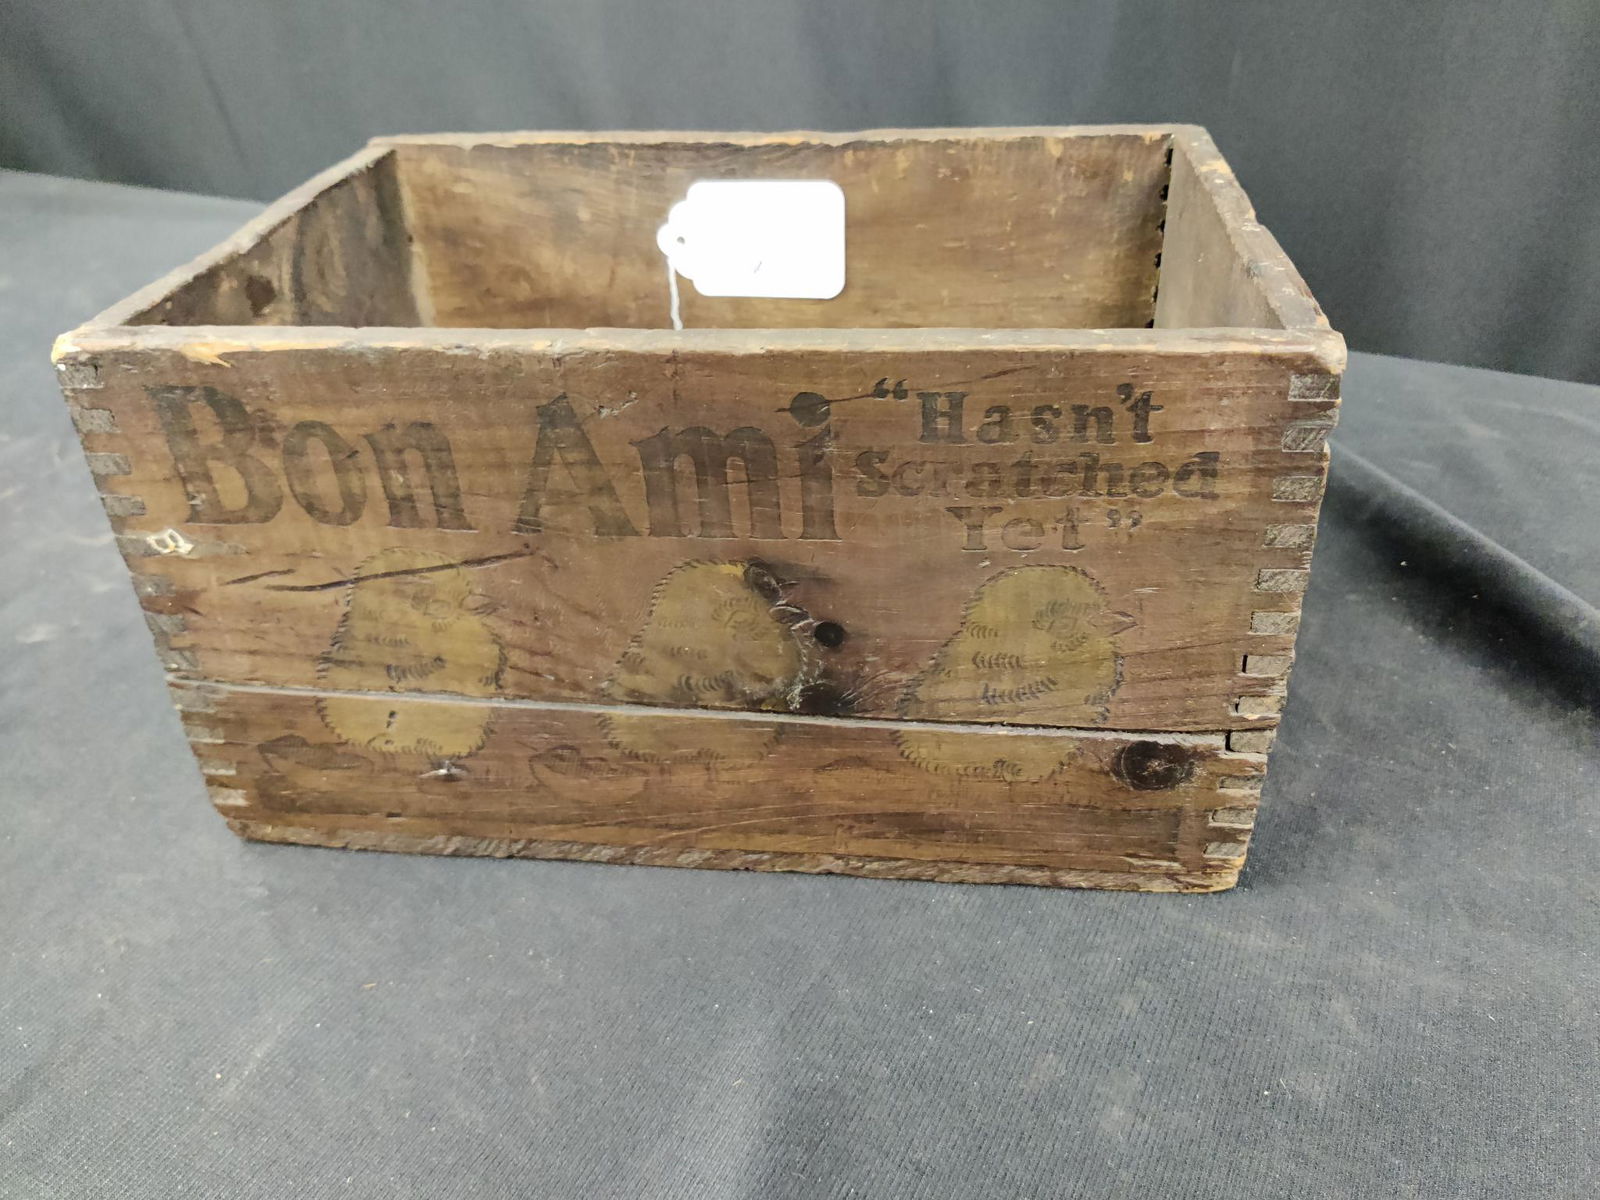 Bon Ami
“Hasn't
Scratched
Yet”